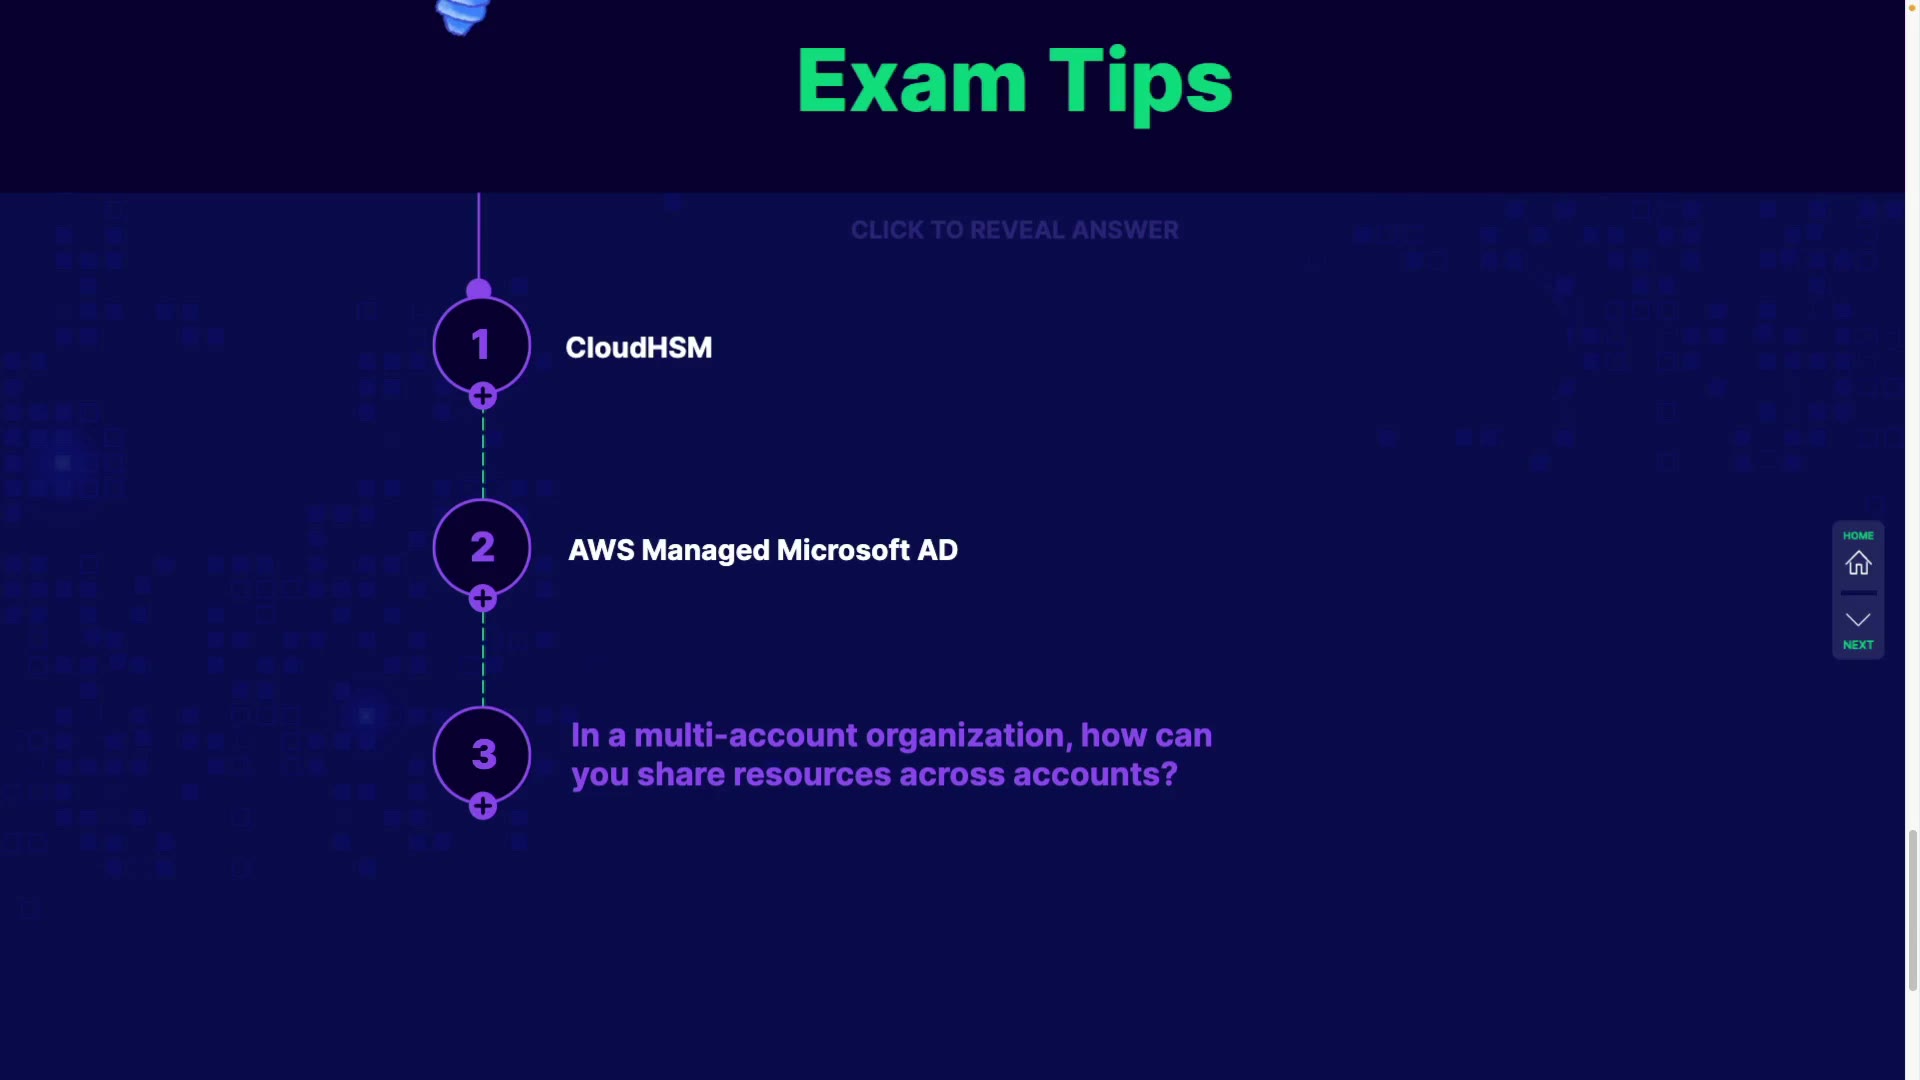 Exam Tips
CLICK TO REVEAL ANSWER
1
CloudHSM
2
AWS Managed Microsoft AD
3
In a multi-account organization, how can
you share resources across accounts?
HOME
NEXT